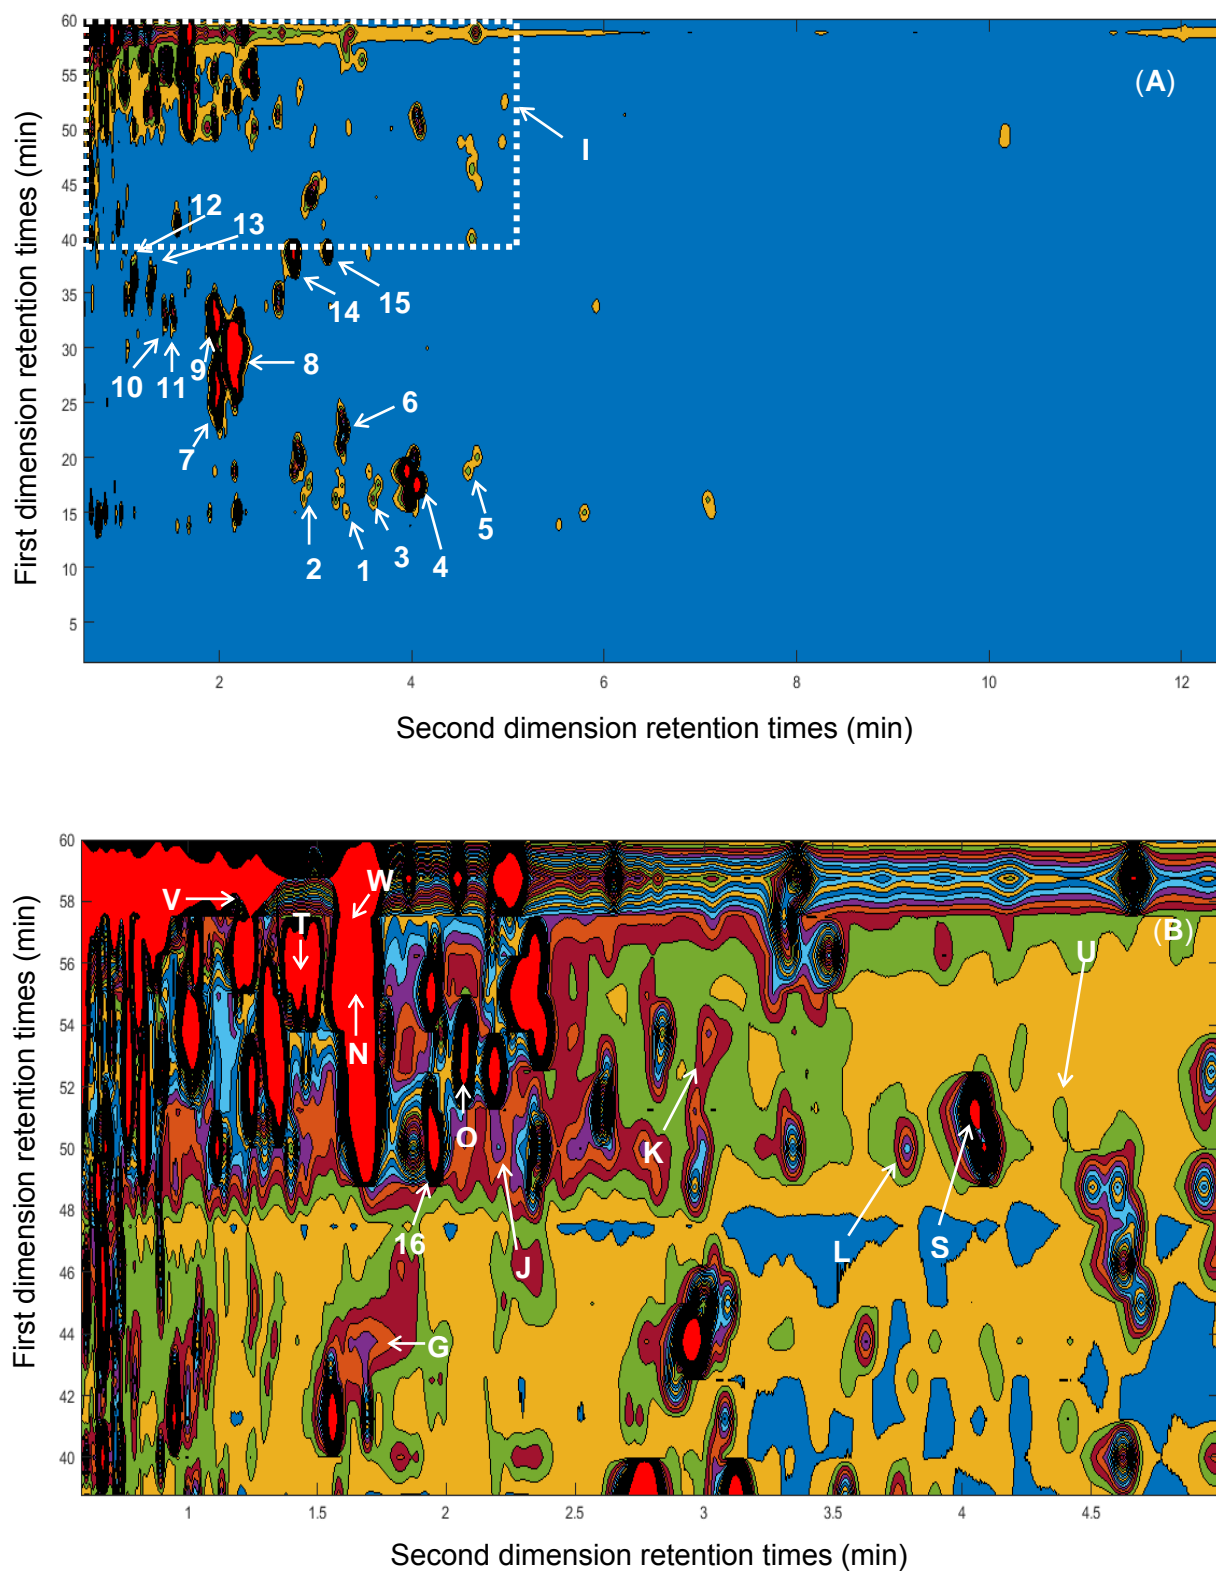 60
55
50
45
40
35
30
25
20
15
10
5
First dimension retention times (min)
(A)
I
12
13
14
15
10
11
9
8
7
6
2
1
3
4
5
2
4
6
8
10
12
Second dimension retention times (min)
60
58
56
54
52
50
48
46
44
42
40
First dimension retention times (min)
(B)
V
T
W
N
O
K
U
16
J
L
S
G
1
1.5
2
2.5
3
3.5
4
4.5
Second dimension retention times (min)